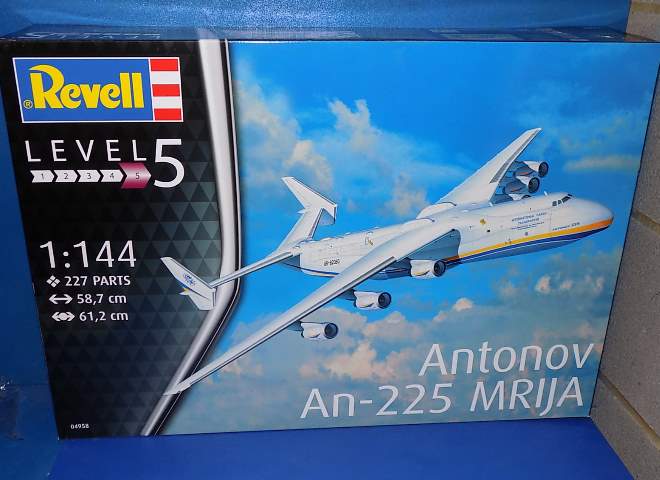 ® Revell
LEVEL 5
1 2 3 4 5
1:144
227 PARTS
58,7 cm
61,2 cm
04958
Antonov
An-225 MRIJA